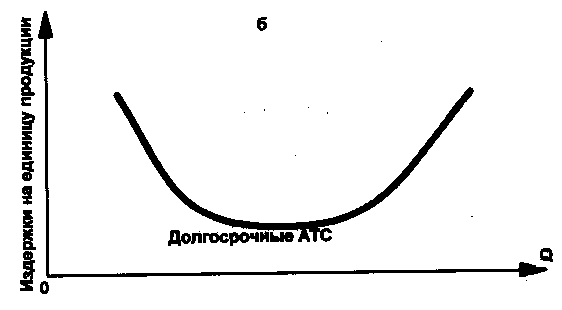 б
Издержки на единицу продукции
Долгосрочные АТС
0
Q